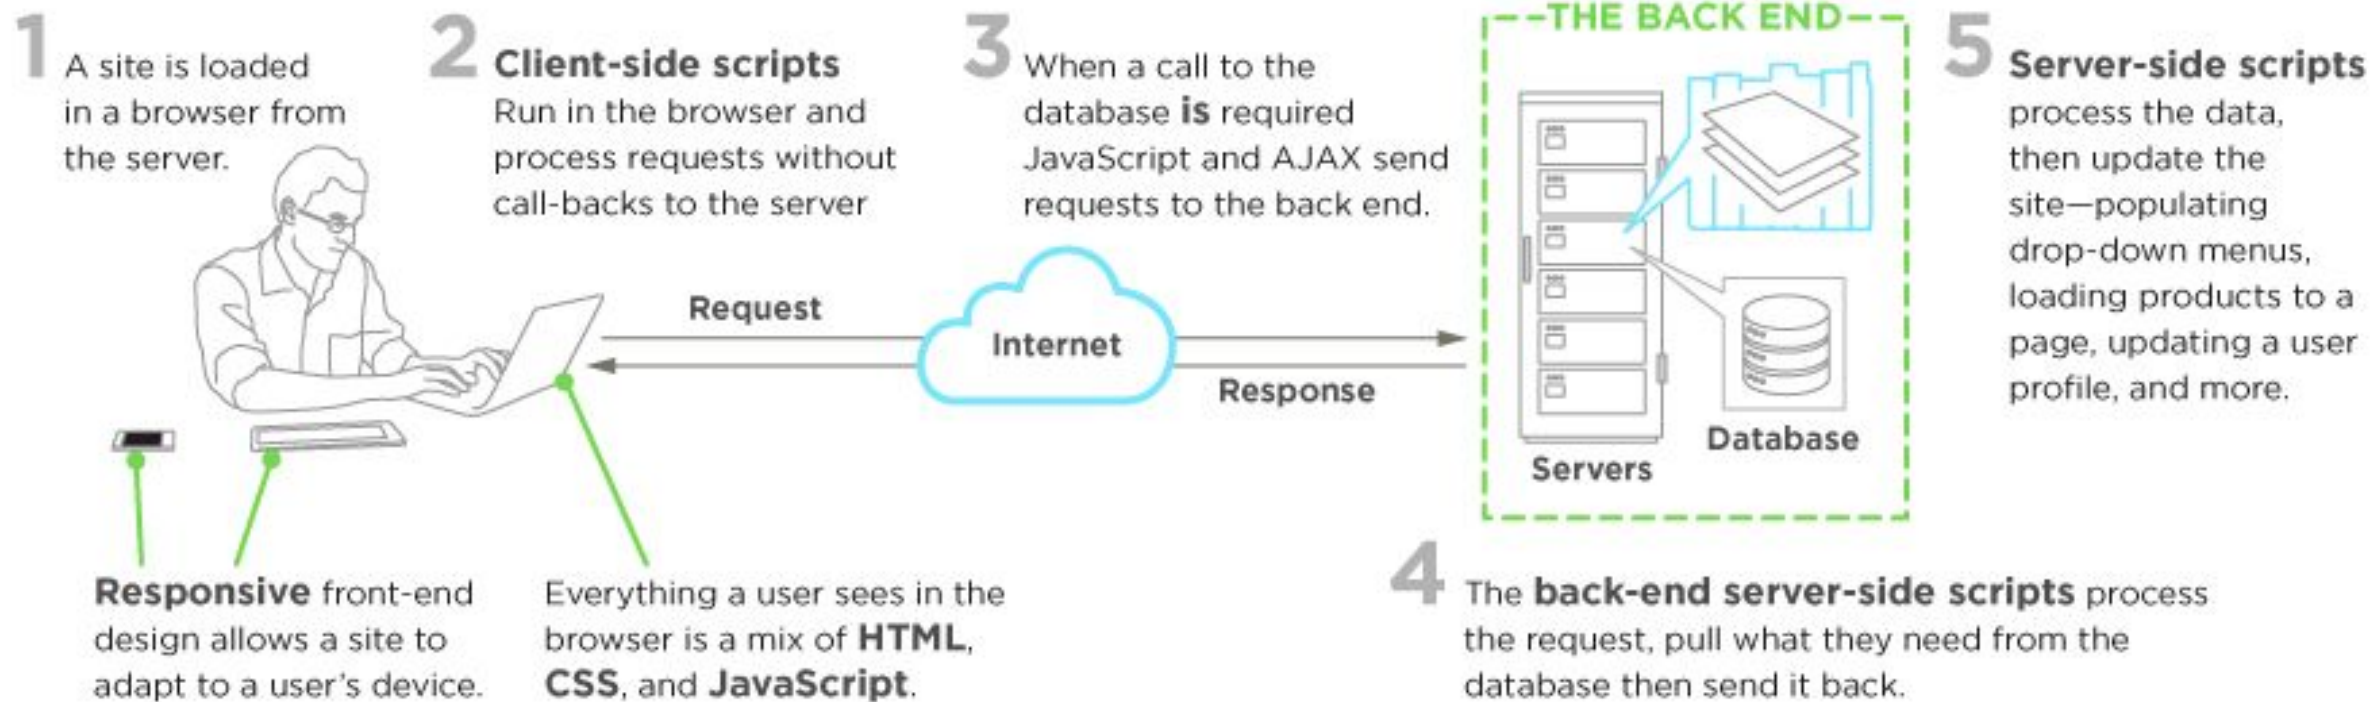 1
A site is loaded
in a browser from
the server.
2
Client-side scripts
Run in the browser and
process requests without
call-backs to the server
3
When a call to the
database is required
JavaScript and AJAX send
requests to the back end.
THE BACK END
Servers
Database
5
Server-side scripts
process the data,
then update the
site—populating
drop-down menus,
loading products to a
page, updating a user
profile, and more.
Request
Internet
Response
Responsive front-end
design allows a site to
adapt to a user's device.
Everything a user sees in the
browser is a mix of HTML,
CSS, and JavaScript.
4
The back-end server-side scripts process
the request, pull what they need from the
database then send it back.